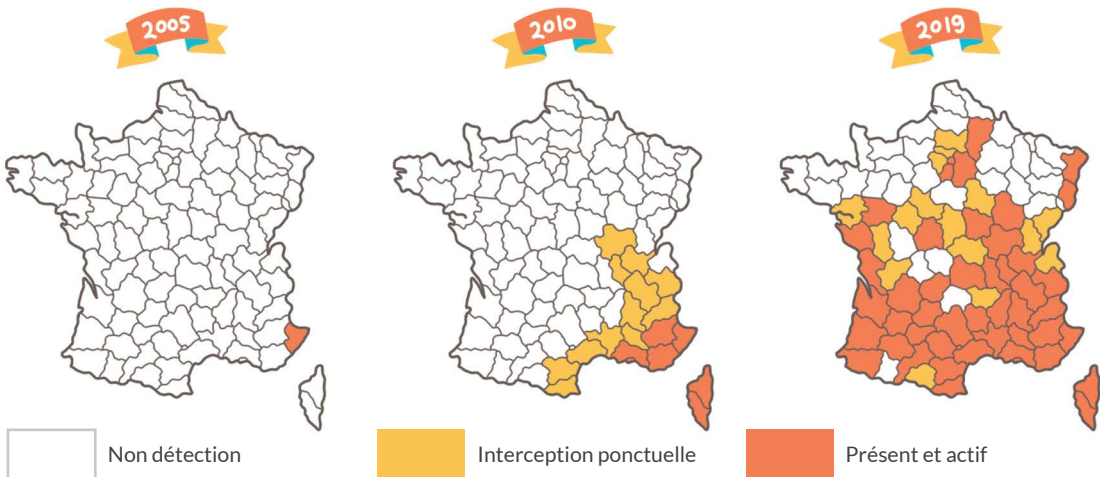 2005
2010
2019
Non détection
Interception ponctuelle
Présent et actif